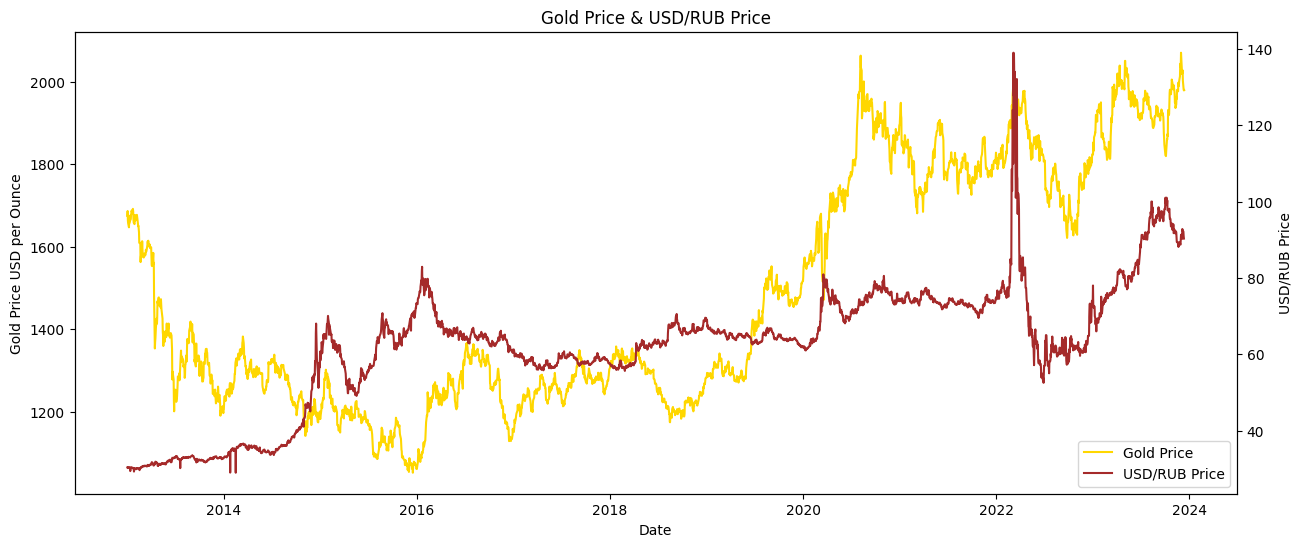 Gold Price & USD/RUB Price
Gold Price USD per Ounce
2000
1800
1600
1400
1200
140
120
100
80
60
40
USD/RUB Price
2014
2016
2018
2020
2022
2024
Date
Gold Price
USD/RUB Price